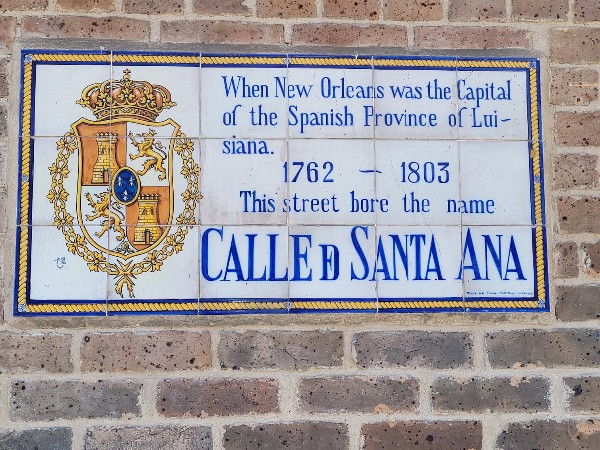 When New Orleans was the Capital
of the Spanish Province of Lui-
siana.
1762 – 1803
This street bore the name
CALLE D SANTA ANA